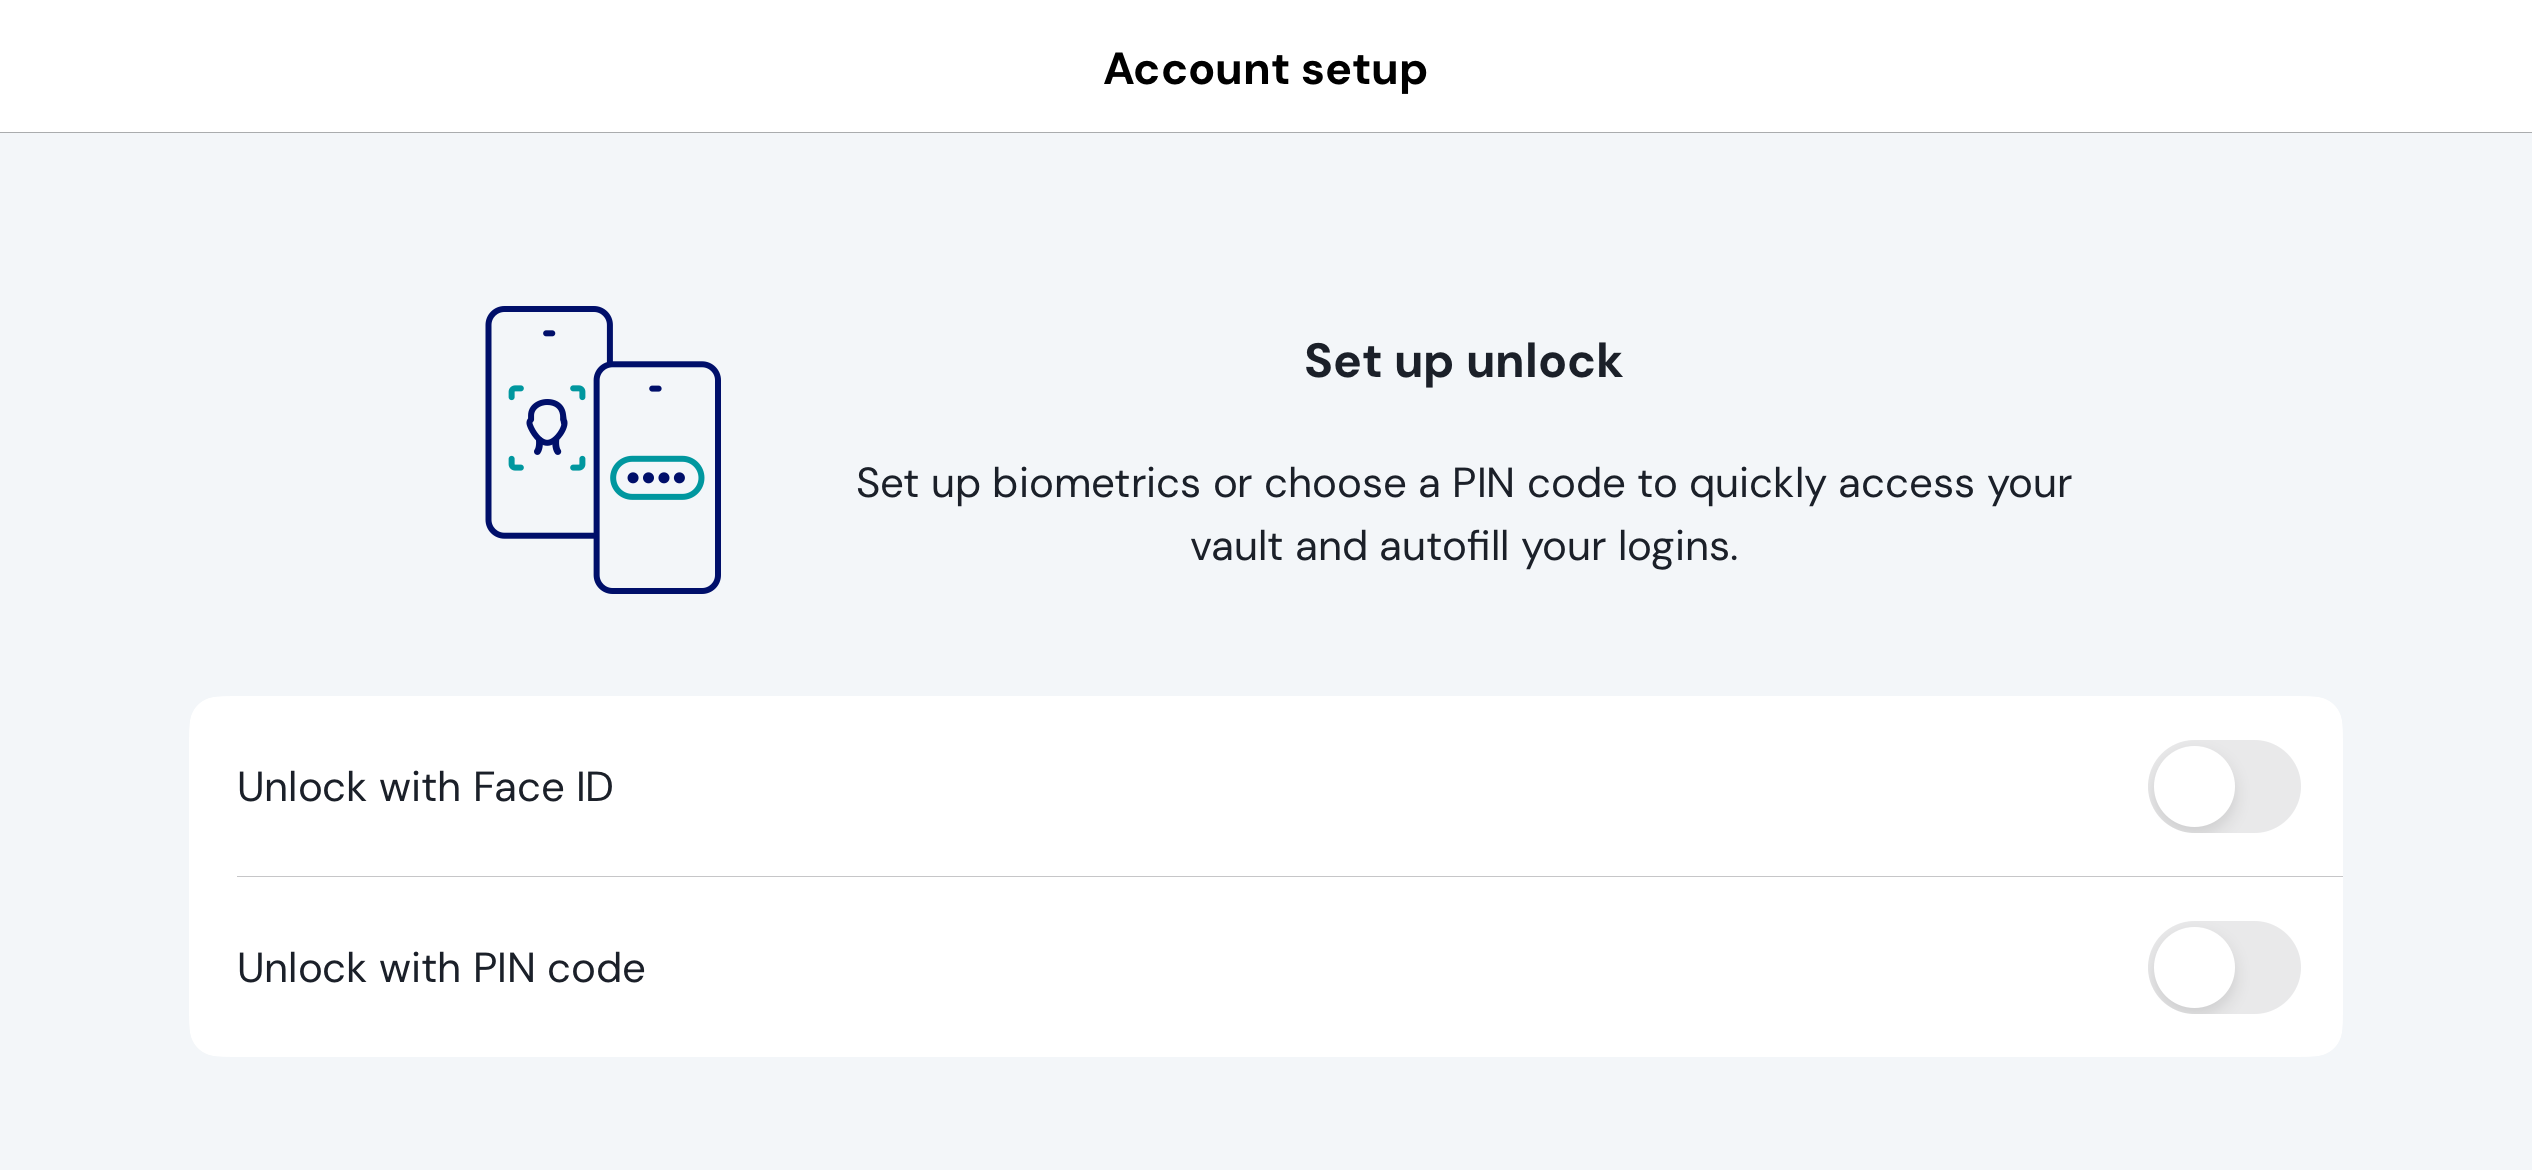 Account setup
Set up unlock
Set up biometrics or choose a PIN code to quickly access your
vault and autofill your logins.
Unlock with Face ID
Unlock with PIN code